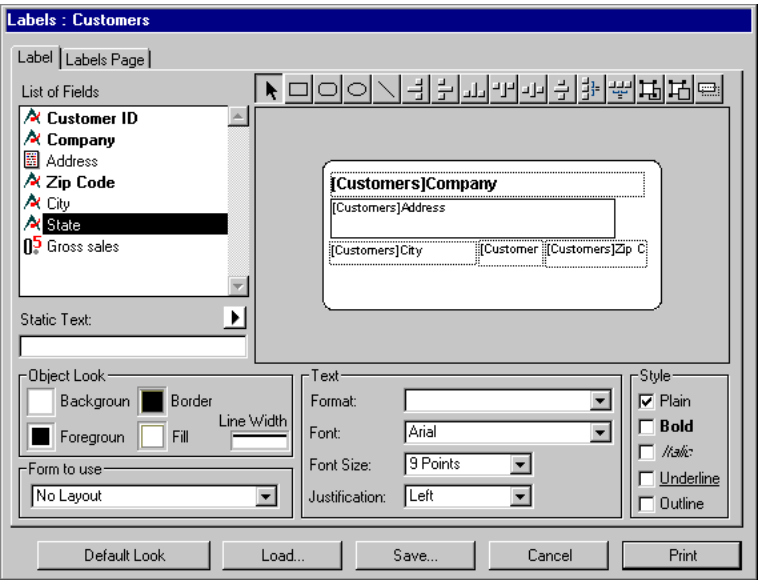 Labels : Customers
Label
Labels Page
List of Fields
Customer ID
Company
Address
Zip Code
City
State
0.5 Gross sales
[Customers]Company
[Customers]Address
[Customers]City
[Customer
[Customers]Zip C
Static Text:
Object Look
Backgroun
Border
Line Width
Foregroun
Fill
Form to use
No Layout
Text
Format:
Font:
Arial
Font Size:
9 Points
Justification:
Left
Style
Plain
Bold
Italic
Underline
Outline
Default Look
Load...
Save...
Cancel
Print